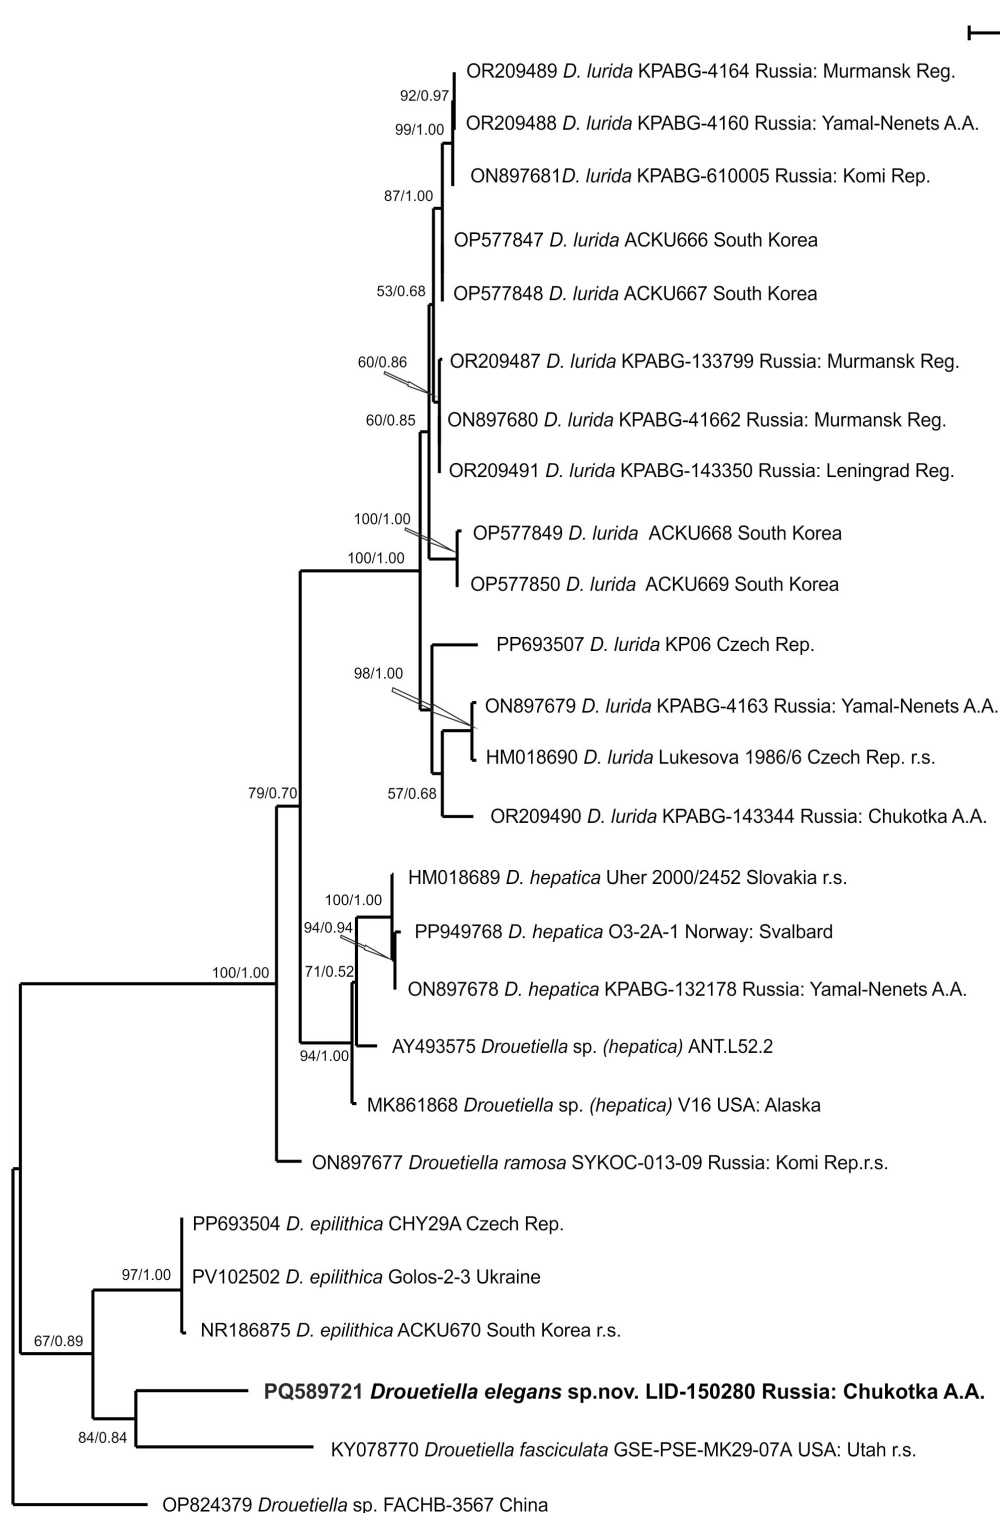 OR209489 D. lurida KPABG-4164 Russia: Murmansk Reg.
92/0.97
OR209488 D. lurida KPABG-4160 Russia: Yamal-Nenets A.A.
99/1.00
ON897681D. lurida KPABG-610005 Russia: Komi Rep.
87/1.00
OP577847 D. lurida ACKU666 South Korea
53/0.68
OP577848 D. lurida ACKU667 South Korea
60/0.86
OR209487 D. lurida KPABG-133799 Russia: Murmansk Reg.
60/0.85
ON897680 D. lurida KPABG-41662 Russia: Murmansk Reg.
OR209491 D. lurida KPABG-143350 Russia: Leningrad Reg.
100/1.00
OP577849 D. lurida ACKU668 South Korea
100/1.00
OP577850 D. lurida ACKU669 South Korea
PP693507 D. lurida KP06 Czech Rep.
98/1.00
ON897679 D. lurida KPABG-4163 Russia: Yamal-Nenets A.A.
HM018690 D. lurida Lukesova 1986/6 Czech Rep. r.s.
79/0.70
57/0.68
OR209490 D. lurida KPABG-143344 Russia: Chukotka A.A.
HM018689 D. hepatica Uher 2000/2452 Slovakia r.s.
100/1.00
94/0.94
PP949768 D. hepatica O3-2A-1 Norway: Svalbard
100/1.00
71/0.52
ON897678 D. hepatica KPABG-132178 Russia: Yamal-Nenets A.A.
AY493575 Drouetiella sp. (hepatica) ANT.L52.2
94/1.00
MK861868 Drouetiella sp. (hepatica) V16 USA: Alaska
ON897677 Drouetiella ramosa SYKOC-013-09 Russia: Komi Rep.r.s.
PP693504 D. epilithica CHY29A Czech Rep.
97/1.00
PV102502 D. epilithica Golos-2-3 Ukraine
67/0.89
NR186875 D. epilithica ACKU670 South Korea r.s.
PQ589721 Drouetiella elegans sp.nov. LID-150280 Russia: Chukotka A.A.
84/0.84
KY078770 Drouetiella fasciculata GSE-PSE-MK29-07A USA: Utah r.s.
OP824379 Drouetiella sp. FACHB-3567 China